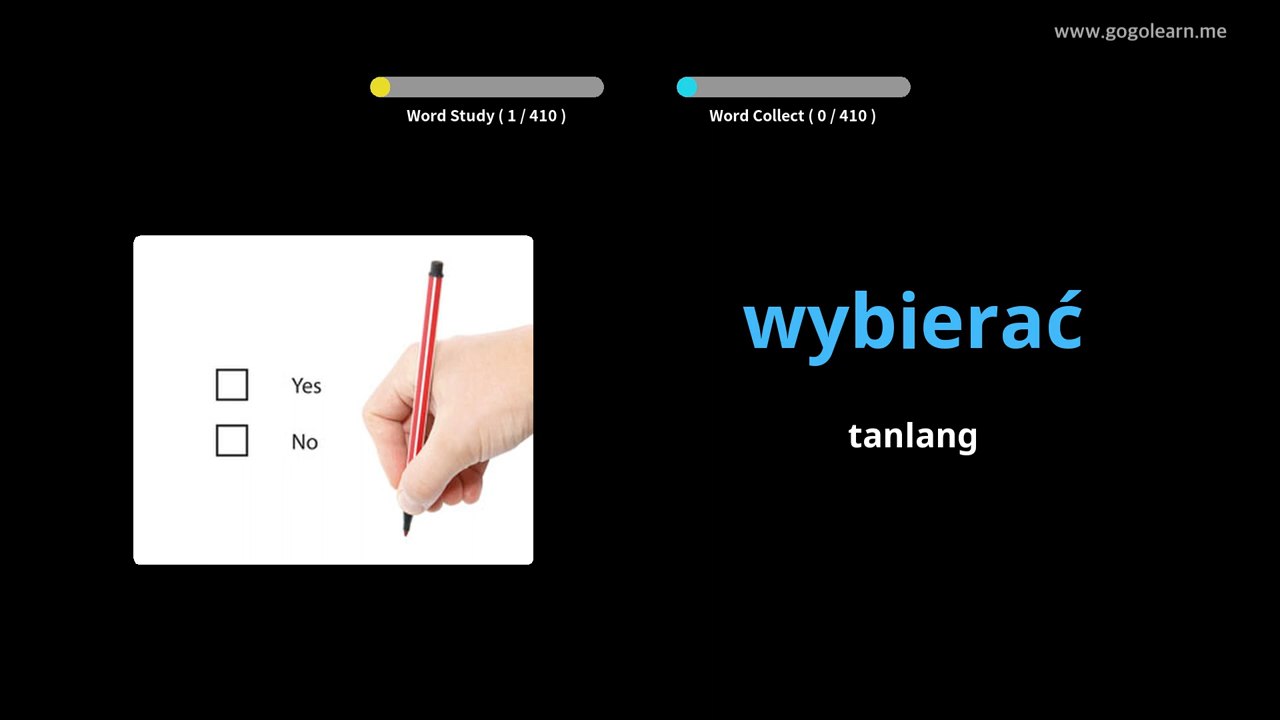 www.gogolearn.me
Word Study ( 1 / 410 )
Word Collect ( 0 / 410 )
Yes
No
wybierać
tanlang